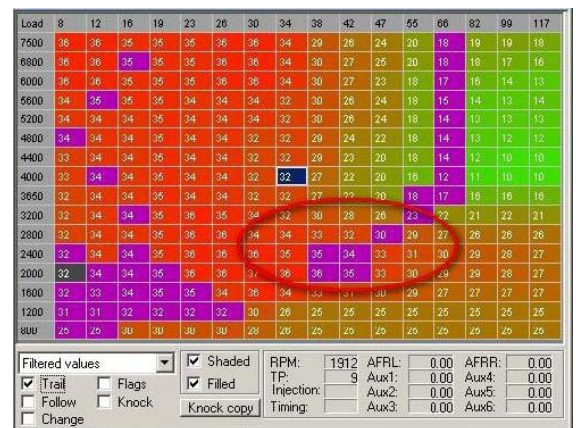 Load 8 12 16 19 23 26 30 34 38 42 47 55 66 82 99 117
7500 36 36 35 35 35 36 36 34 29 26 24 20 18 19 19 18
6800 36 36 35 35 35 36 36 34 30 27 25 20 18 18 17 16
6000 36 36 35 35 34 34 34 34 30 27 23 18 17 16 14 13
5600 34 35 35 35 34 34 34 32 30 26 24 18 15 14 13 14
5200 34 34 34 34 34 34 34 32 30 26 24 18 14 13 13 13
4800 34 34 34 34 34 34 32 32 29 24 22 18 14 13 12 12
4400 33 34 34 34 34 34 32 32 29 23 20 18 14 12 10 10
4000 33 34 34 34 34 34 32 32 27 22 20 16 12 11 10 10
3650 32 34 34 34 35 34 32 32 27 22 20 18 17 16 16 16
3200 32 34 34 35 36 35 34 32 30 28 26 23 22 21 22 21
2800 32 34 34 35 36 36 34 34 33 32 30 29 27 26 26 26
2400 32 34 34 35 36 36 36 35 35 34 33 31 30 29 28 27
2000 32 34 34 35 36 36 37 36 36 35 33 30 29 29 28 27
1600 32 33 34 35 35 34 36 34 33 31 30 29 27 27 27 27
1200 31 31 32 32 32 32 30 26 25 25 25 25 25 25 25 25
800 25 25 30 30 30 28 28 26 25 25 25 25 25 25 25 25
Filtered values
Shaded
Trail
Flags
Filled
Follow
Knock
Knock copy
Change
RPM: 1912 AFRL: 0.00 AFRR: 0.00
TP: 9 Aux1: 0.00 Aux4: 0.00
Injection: Aux2: 0.00 Aux5: 0.00
Timing: Aux3: 0.00 Aux6: 0.00